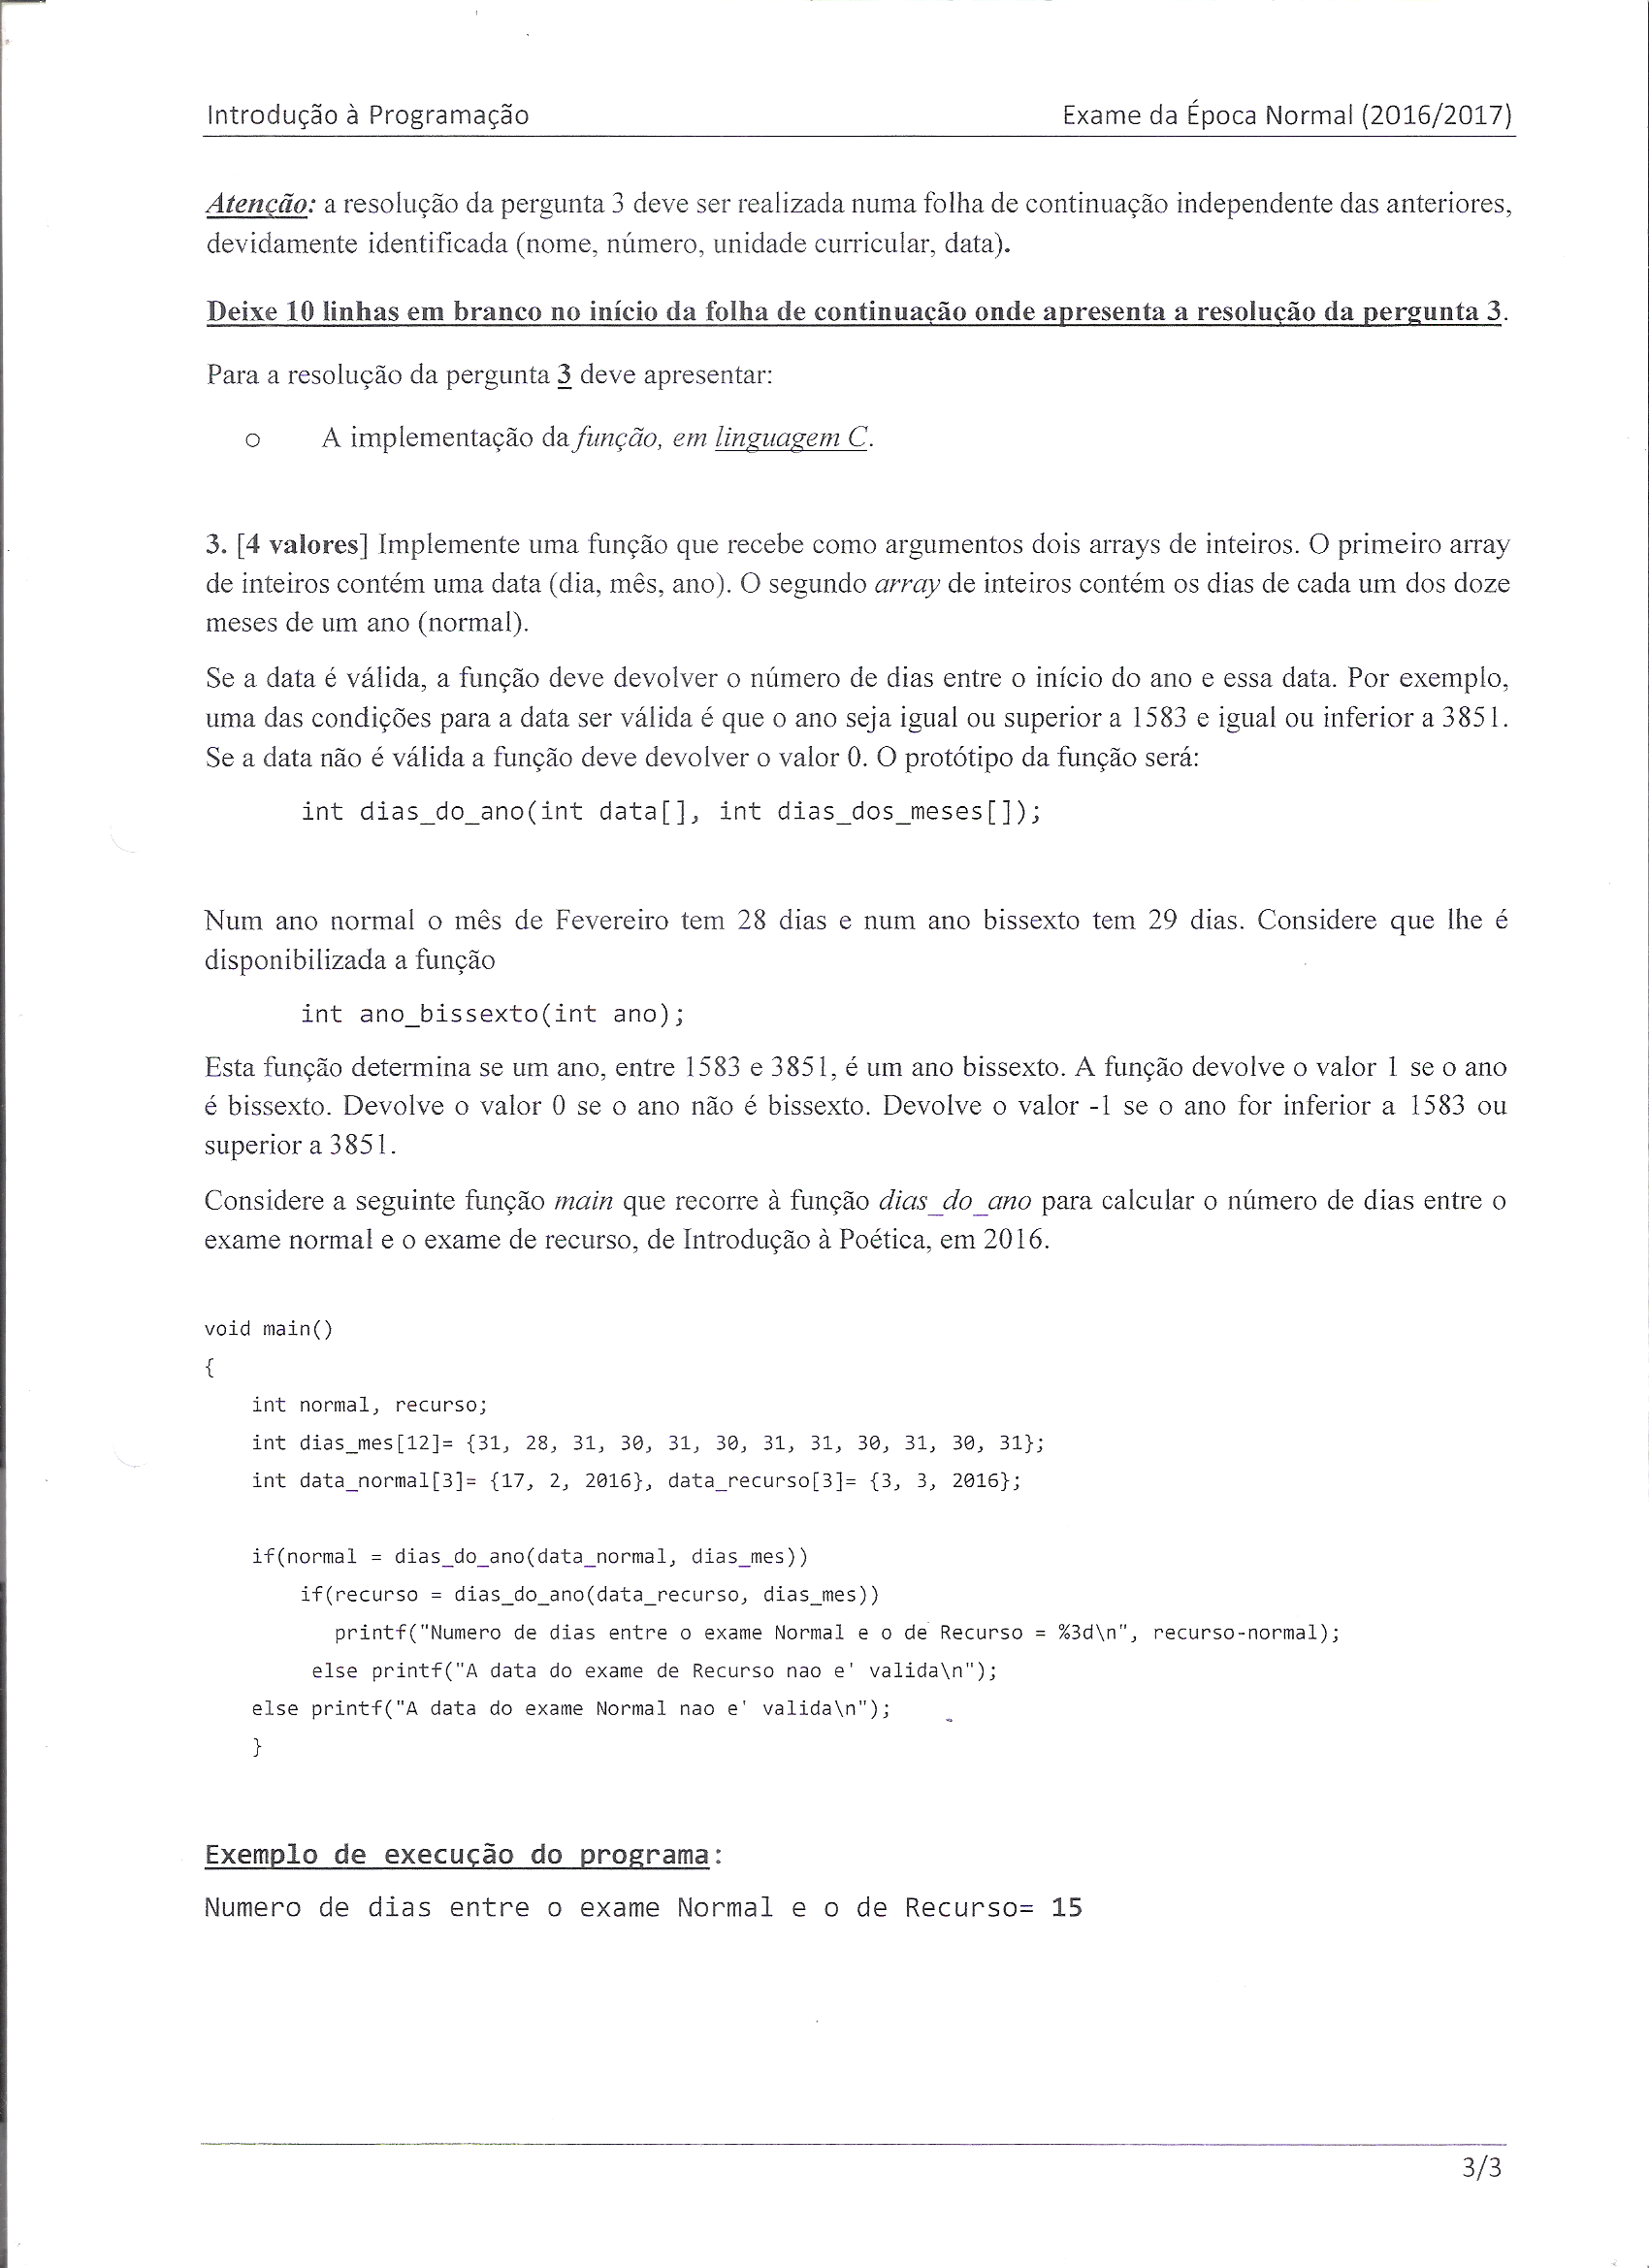 Introdução à Programação Exame da Época Normal (2016/2017)
Atenção: a resolução da pergunta 3 deve ser realizada numa folha de continuação independente das anteriores,
devidamente identificada (nome, número, unidade curricular, data).
Deixe 10 linhas em branco no início da folha de continuação onde apresenta a resolução da pergunta 3.
Para a resolução da pergunta 3 deve apresentar:
o A implementação da função, em linguagem C.
3. [4 valores] Implemente uma função que recebe como argumentos dois arrays de inteiros. O primeiro array
de inteiros contém uma data (dia, mês, ano). O segundo array de inteiros contém os dias de cada um dos doze
meses de um ano (normal).
Se a data é válida, a função deve devolver o número de dias entre o início do ano e essa data. Por exemplo,
uma das condições para a data ser válida é que o ano seja igual ou superior a 1583 e igual ou inferior a 3851.
Se a data não é válida a função deve devolver o valor 0. O protótipo da função será:
int dias_do_ano(int data[], int dias_dos_meses[]);
Num ano normal o mês de Fevereiro tem 28 dias e num ano bissexto tem 29 dias. Considere que lhe é
disponibilizada a função
int ano_bissexto(int ano);
Esta função determina se um ano, entre 1583 e 3851, é um ano bissexto. A função devolve o valor 1 se o ano
é bissexto. Devolve o valor 0 se o ano não é bissexto. Devolve o valor -1 se o ano for inferior a 1583 ou
superior a 3851.
Considere a seguinte função main que recorre à função dias_do_ano para calcular o número de dias entre o
exame normal e o exame de recurso, de Introdução à Poética, em 2016.
void main()
{
int normal, recurso;
int dias_mes[12]= {31, 28, 31, 30, 31, 30, 31, 31, 30, 31, 30, 31};
int data_normal[3]= {17, 2, 2016}, data_recurso[3]= {3, 3, 2016};
if(normal = dias_do_ano(data_normal, dias_mes))
if(recurso = dias_do_ano(data_recurso, dias_mes))
printf("Numero de dias entre o exame Normal e o de Recurso = %3d\n", recurso-normal);
else printf("A data do exame de Recurso nao e' valida\n");
else printf("A data do exame Normal nao e' valida\n");
}
Exemplo de execução do programa:
Numero de dias entre o exame Normal e o de Recurso= 15
3/3